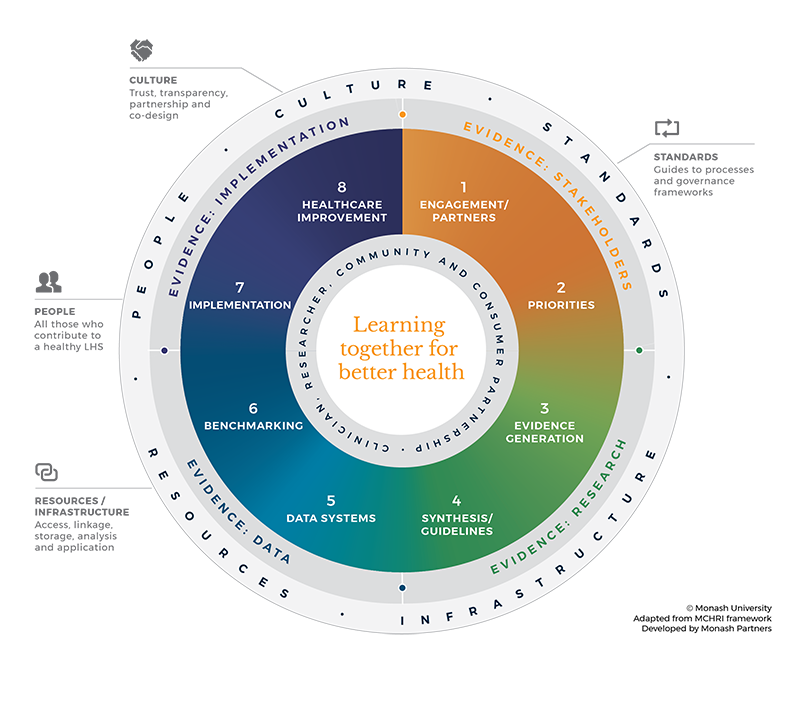 CULTURE
Trust, transparency,
partnership and
co-design
STANDARDS
Guides to processes
and governance
frameworks
PEOPLE
All those who
contribute to
a healthy LHS
RESOURCES /
INFRASTRUCTURE
Access, linkage,
storage, analysis
and application
PEOPLE • CULTURE • STANDARDS • INFRASTRUCTURE • RESOURCES •
EVIDENCE: STAKEHOLDERS
EVIDENCE: RESEARCH
EVIDENCE: DATA
EVIDENCE: IMPLEMENTATION
1
ENGAGEMENT/
PARTNERS
2
PRIORITIES
3
EVIDENCE
GENERATION
4
SYNTHESIS/
GUIDELINES
5
DATA SYSTEMS
6
BENCHMARKING
7
IMPLEMENTATION
8
HEALTHCARE
IMPROVEMENT
• CLINICIAN, RESEARCHER, COMMUNITY AND CONSUMER PARTNERSHIP
Learning
together for
better health
© Monash University
Adapted from MCHRI framework
Developed by Monash Partners